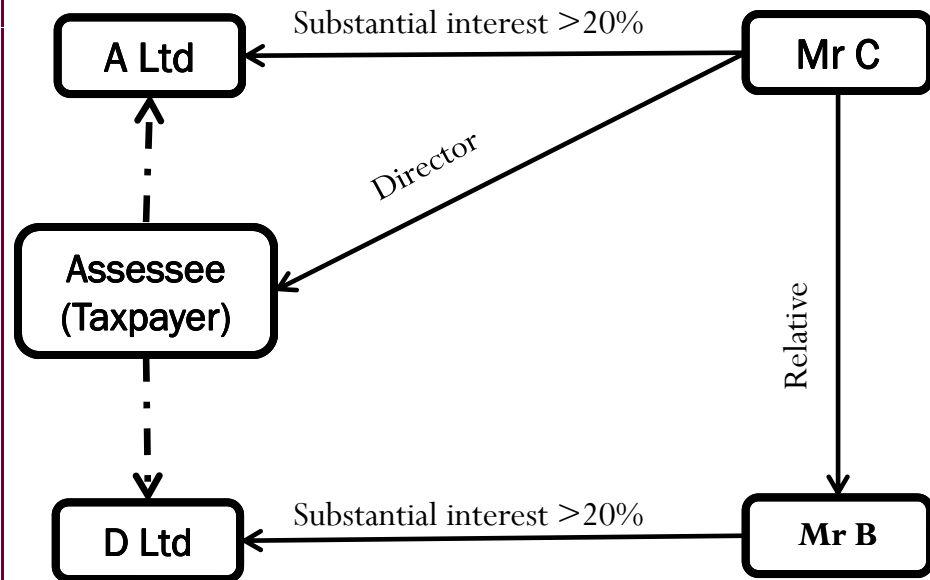 Substantial interest >20%
A Ltd
Mr C
Director
Assessee
(Taxpayer)
Relative
Substantial interest >20%
D Ltd
Mr B